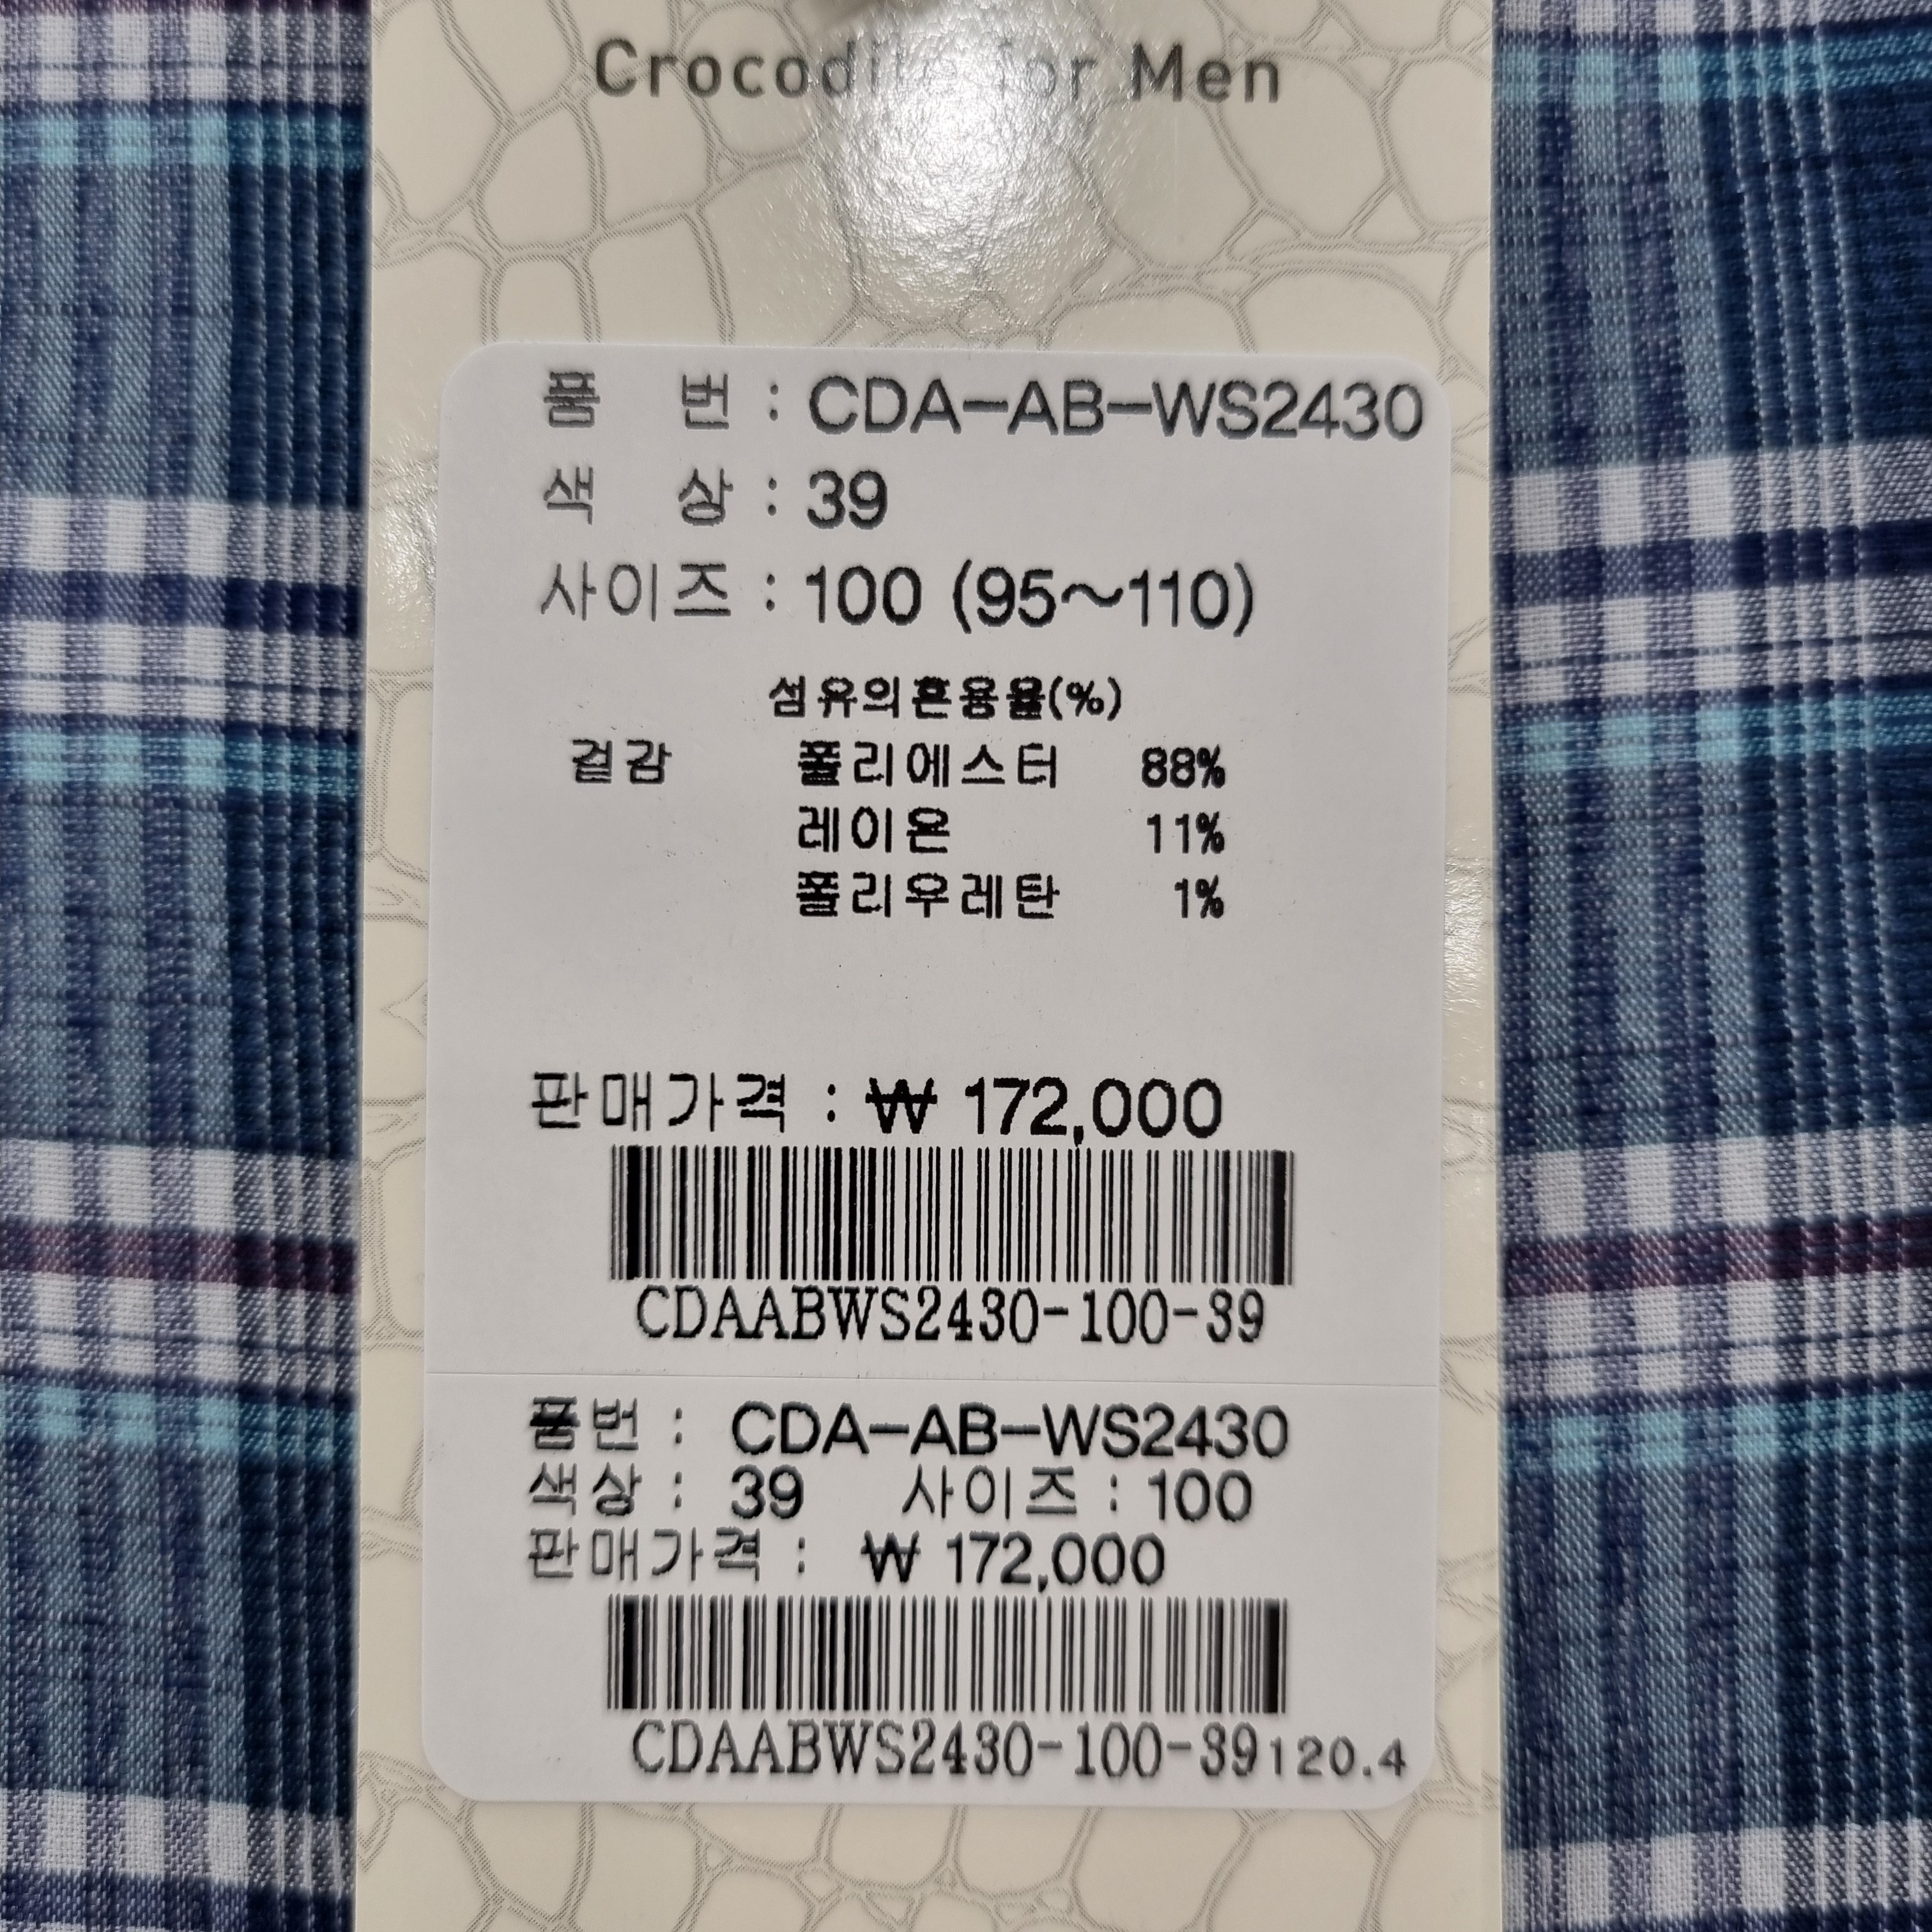 Crocodile for Men
품 번 : CDA-AB-WS2430
색 상 : 39
사이즈 : 100 (95~110)
섬유의혼용율(%)
겉감 폴리에스터 88%
레이온 11%
폴리우레탄 1%
판매가격 : ₩ 172,000
CDAABWS2430-100-39
품번 : CDA-AB-WS2430
색상 : 39 사이즈 : 100
판매가격 : ₩ 172,000
CDAABWS2430-100-39 120.4